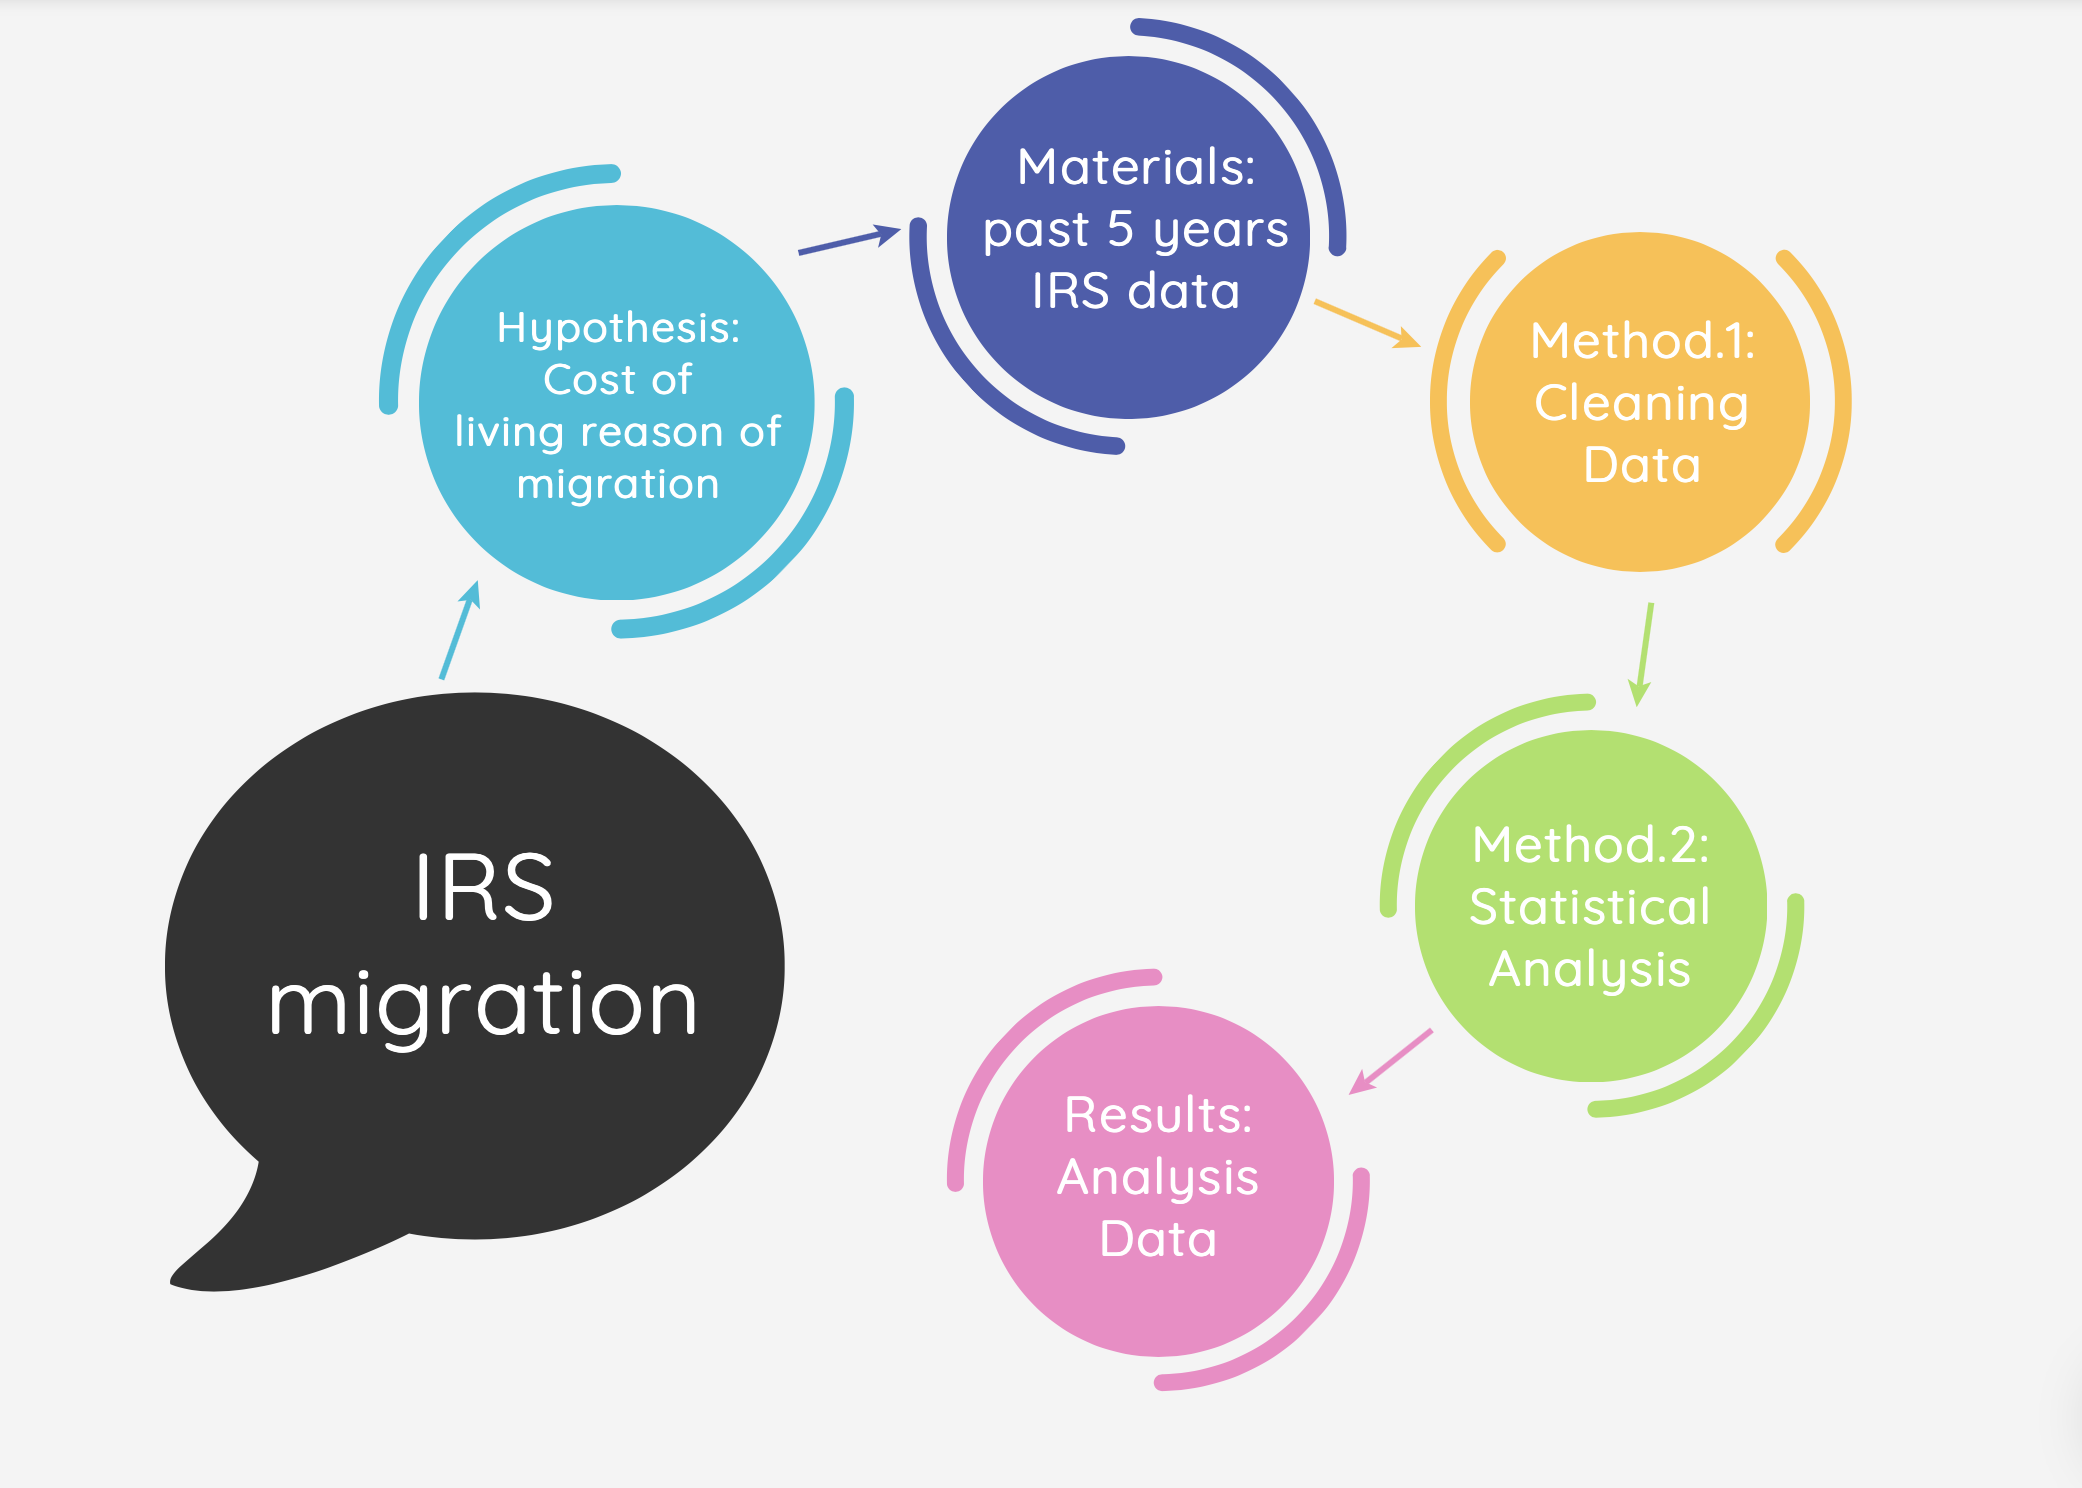 IRS
migration
Hypothesis:
Cost of
living reason of
migration
Materials:
past 5 years
IRS data
Method.1:
Cleaning
Data
Method.2:
Statistical
Analysis
Results:
Analysis
Data